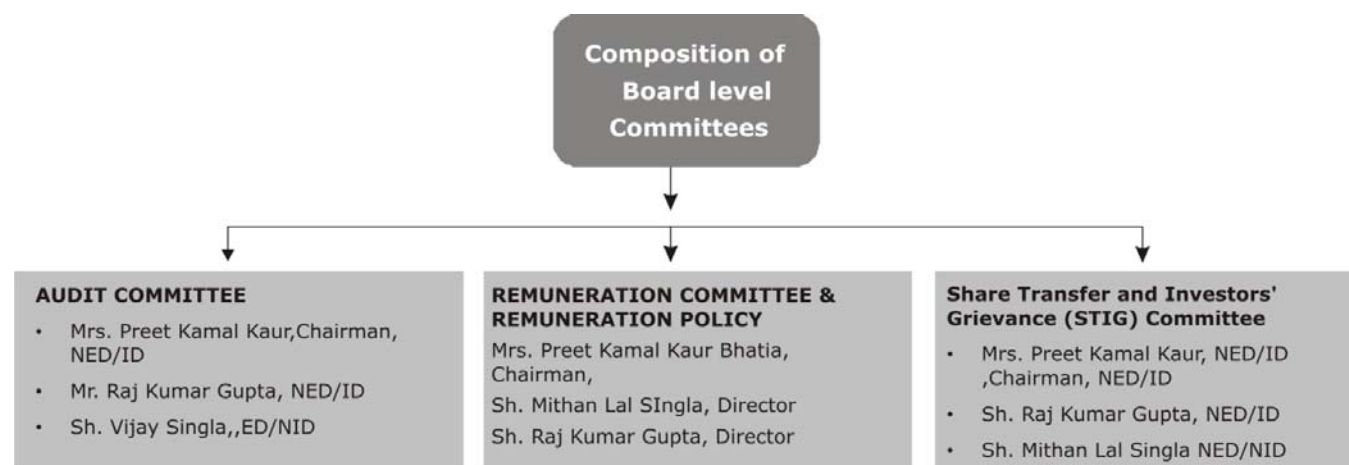 Composition of
Board level
Committees
AUDIT COMMITTEE
• Mrs. Preet Kamal Kaur,Chairman,
NED/ID
• Mr. Raj Kumar Gupta, NED/ID
• Sh. Vijay Singla,,ED/NID
REMUNERATION COMMITTEE &
REMUNERATION POLICY
Mrs. Preet Kamal Kaur Bhatia,
Chairman,
Sh. Mithan Lal SIngla, Director
Sh. Raj Kumar Gupta, Director
Share Transfer and Investors'
Grievance (STIG) Committee
• Mrs. Preet Kamal Kaur, NED/ID
,Chairman, NED/ID
• Sh. Raj Kumar Gupta, NED/ID
• Sh. Mithan Lal Singla NED/NID